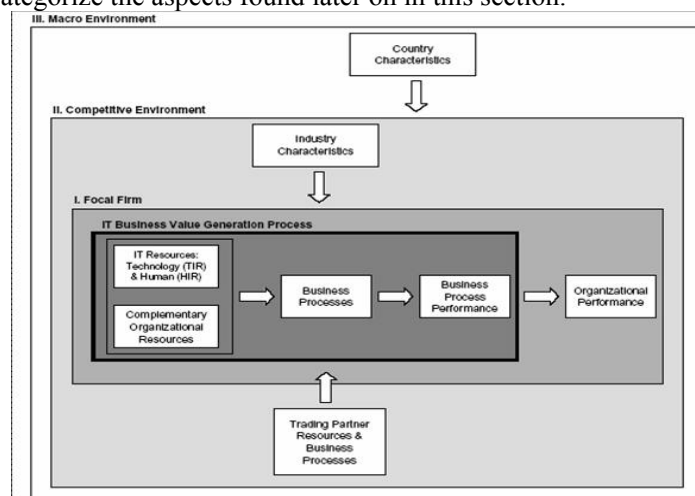 ategorize the aspects found later on in this section.
III. Macro Environment
Country
Characteristics
II. Competitive Environment
Industry
Characteristics
I. Focal Firm
IT Business Value Generation Process
IT Resources:
Technology (TIR)
& Human (HIR)
Complementary
Organizational
Resources
Business
Processes
Business
Process
Performance
Organizational
Performance
Trading Partner
Resources &
Business
Processes